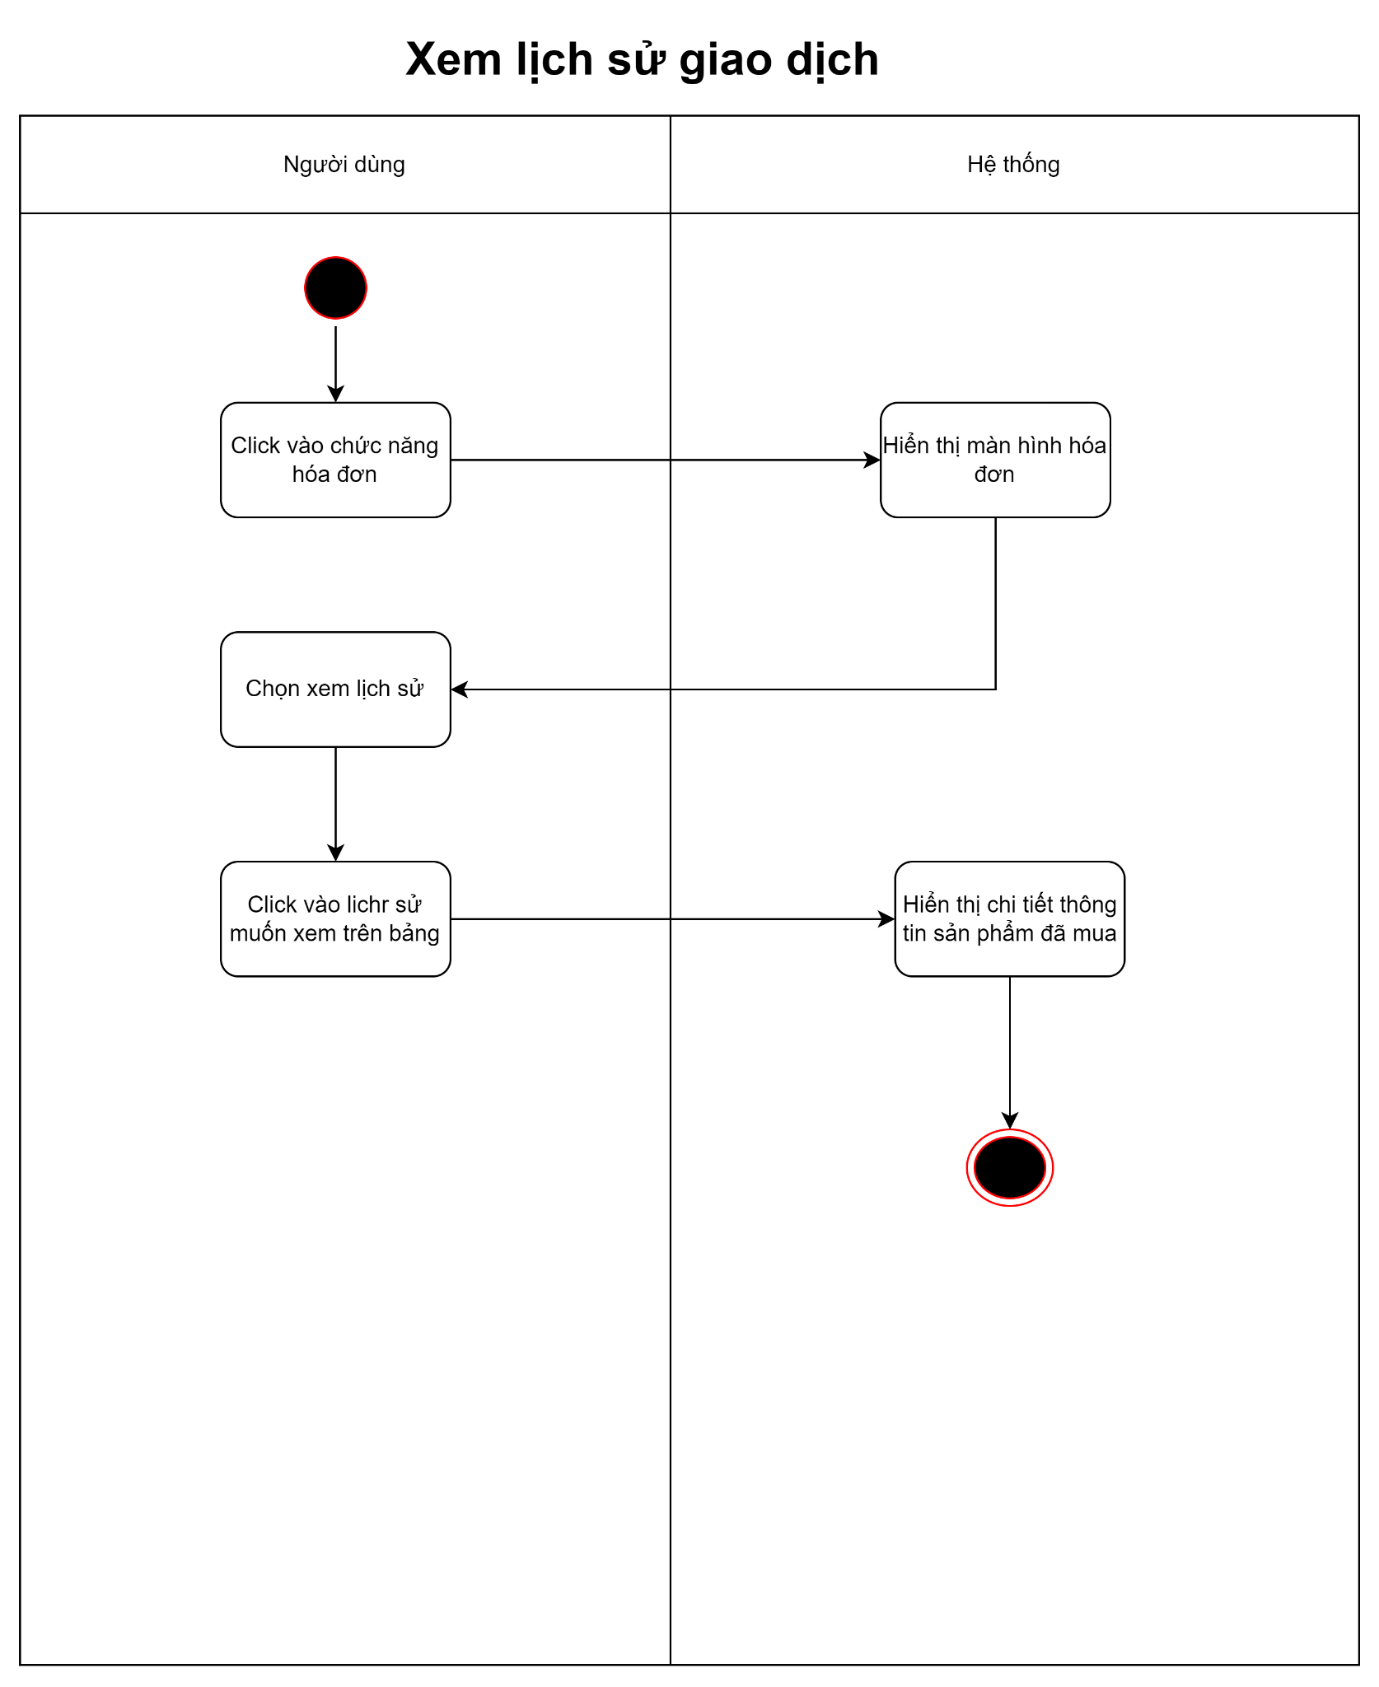 Xem lịch sử giao dịch
Người dùng
Hệ thống
Click vào chức năng
hóa đơn
Hiển thị màn hình hóa
đơn
Chọn xem lịch sử
Click vào lichr sử
muốn xem trên bảng
Hiển thị chi tiết thông
tin sản phẩm đã mua